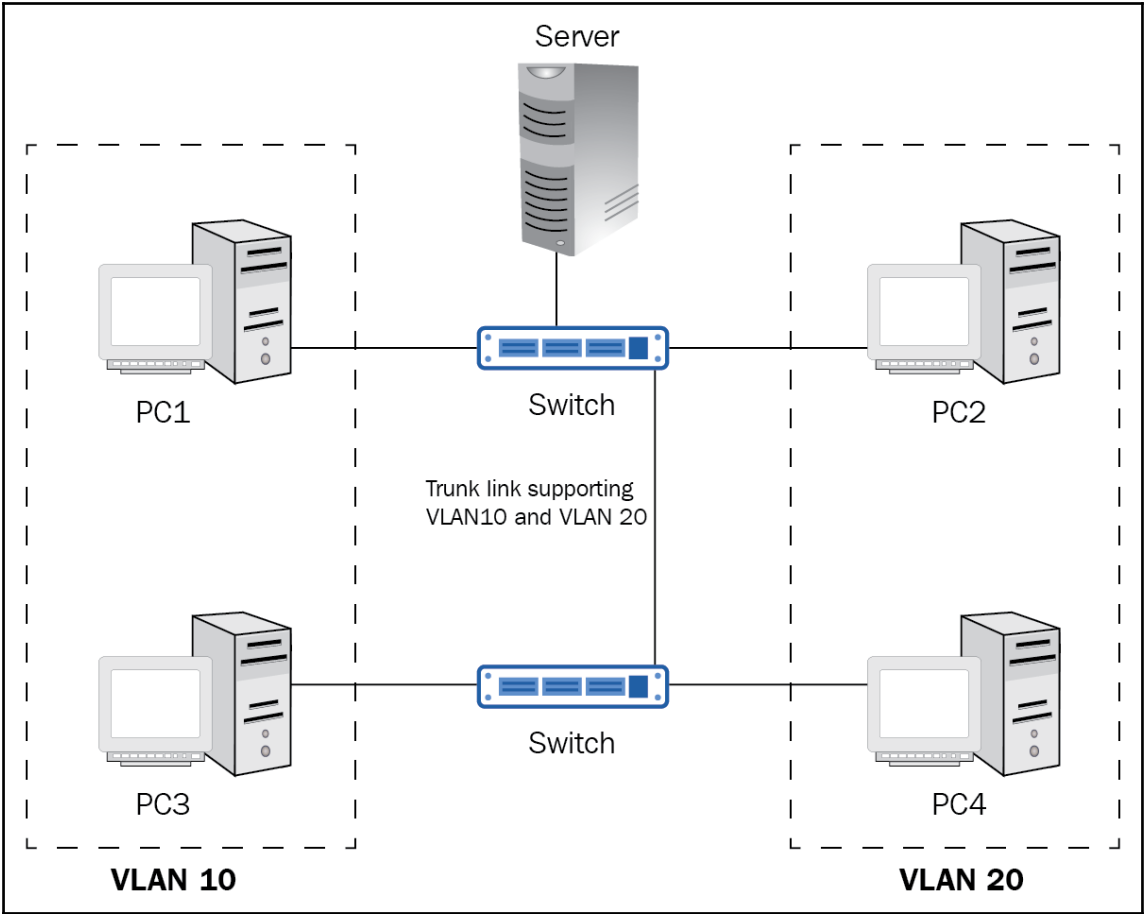 Server
PC1
Switch
PC2
Trunk link supporting
VLAN10 and VLAN 20
PC3
Switch
PC4
VLAN 10
VLAN 20